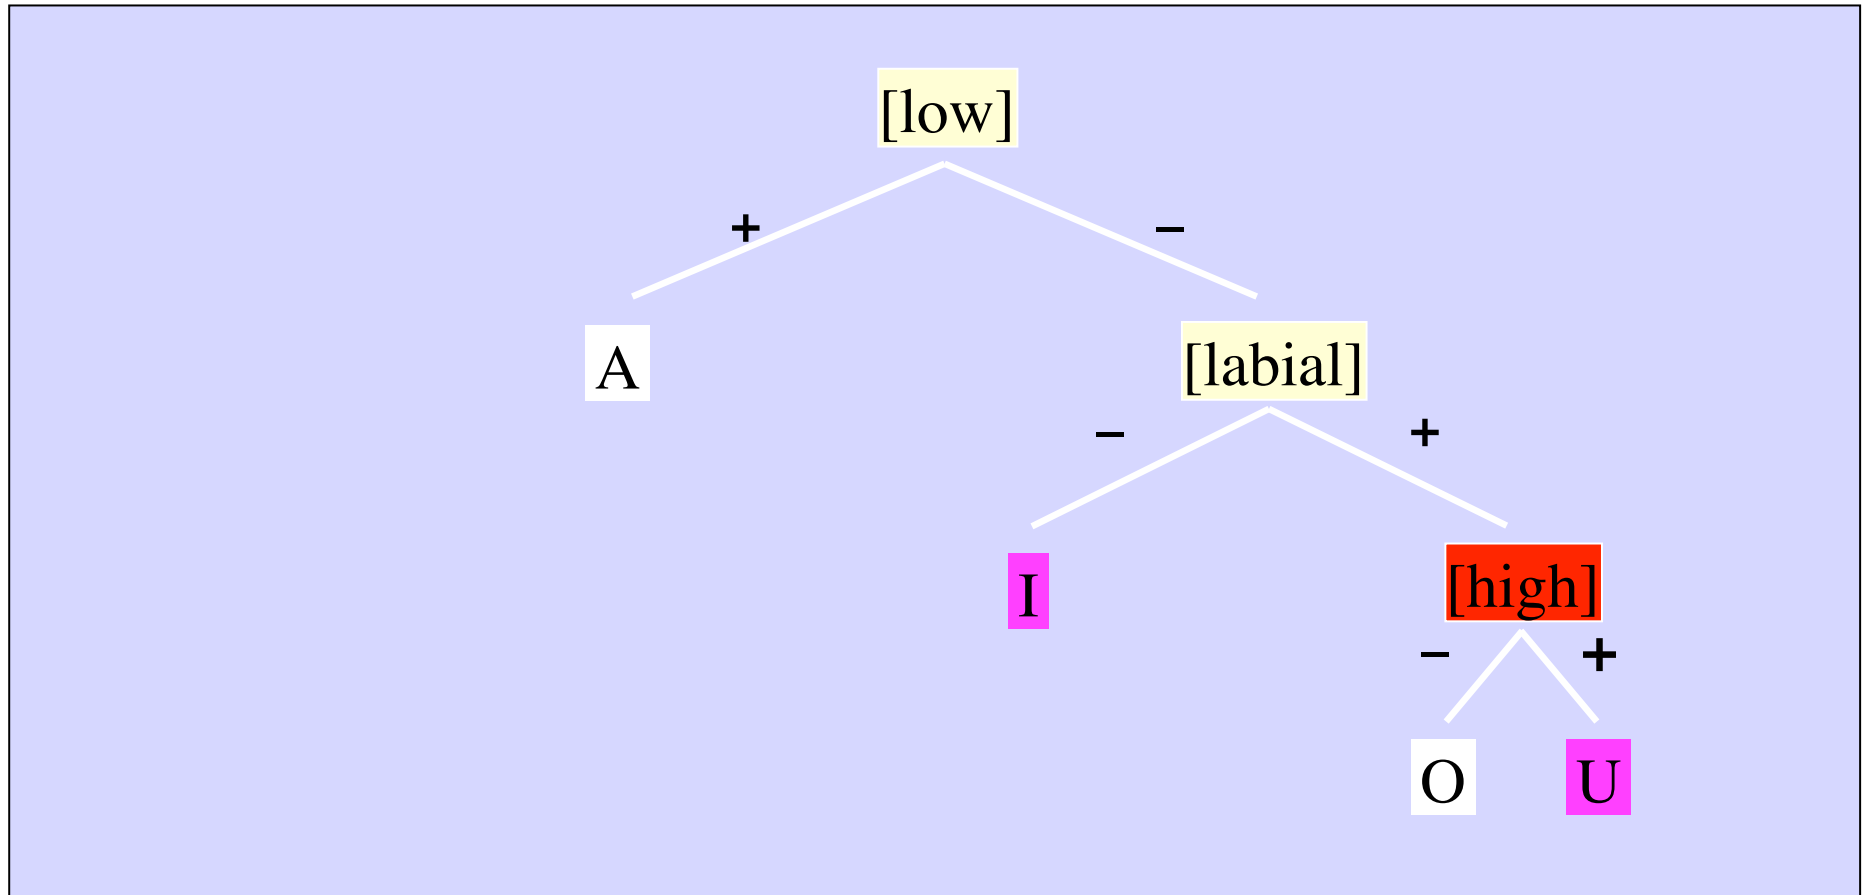 [low]
+ –
A [labial]
– +
I [high]
– +
O U